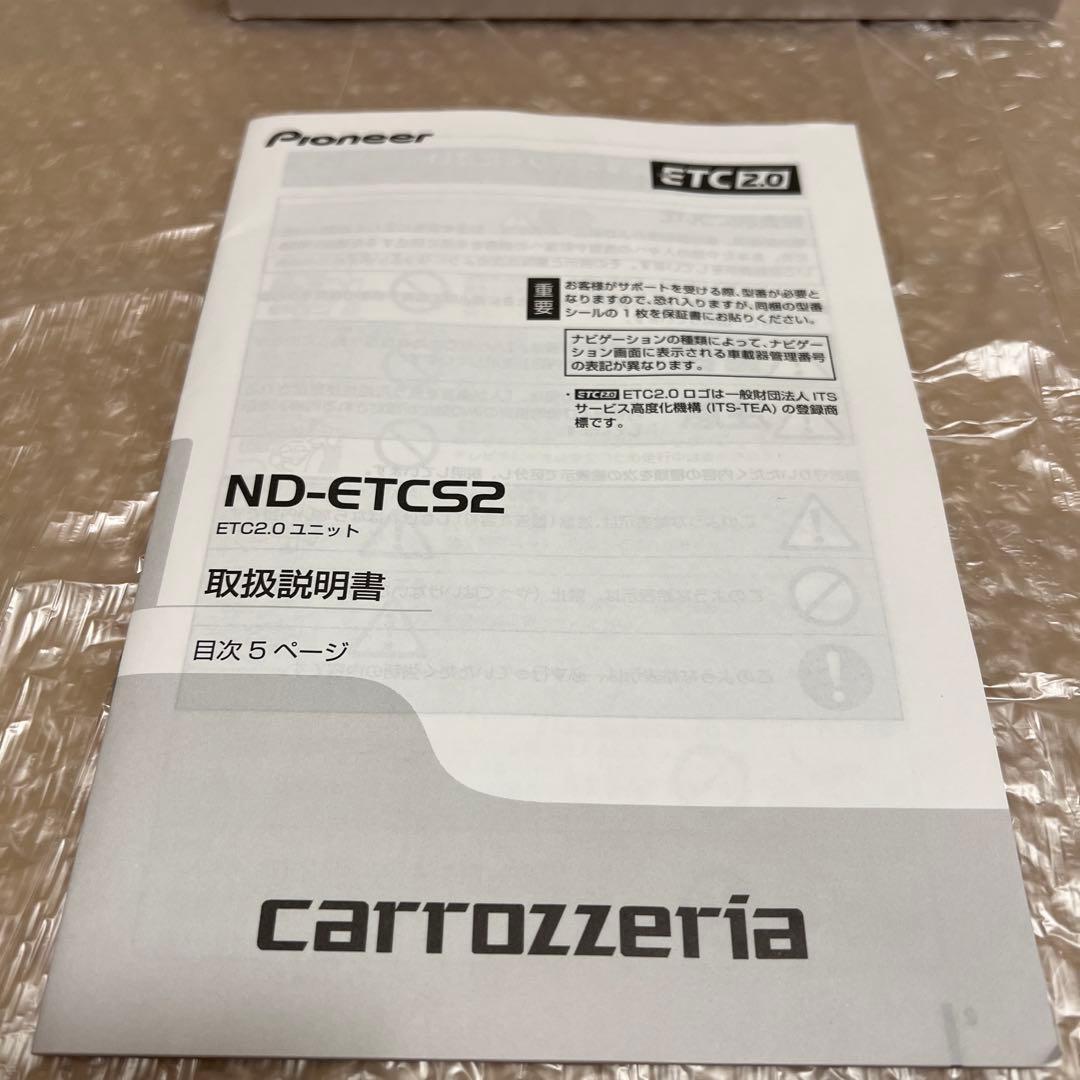 Pioneer
ETC 2.0
重要
お客様がサポートを受ける際、型番が必要と
なりますので、恐れ入りますが、同梱の型番
シールの 1 枚を保証書にお貼りください。
ナビゲーションの種類によって、ナビゲー
ション画面に表示される車載器管理番号
の表記が異なります。
・ETC2.0 ETC2.0 ロゴは一般財団法人 ITS
サービス高度化機構 (ITS-TEA) の登録商
標です。
ND-ETCS2
ETC2.0 ユニット
取扱説明書
目次 5 ページ
carrozzeria